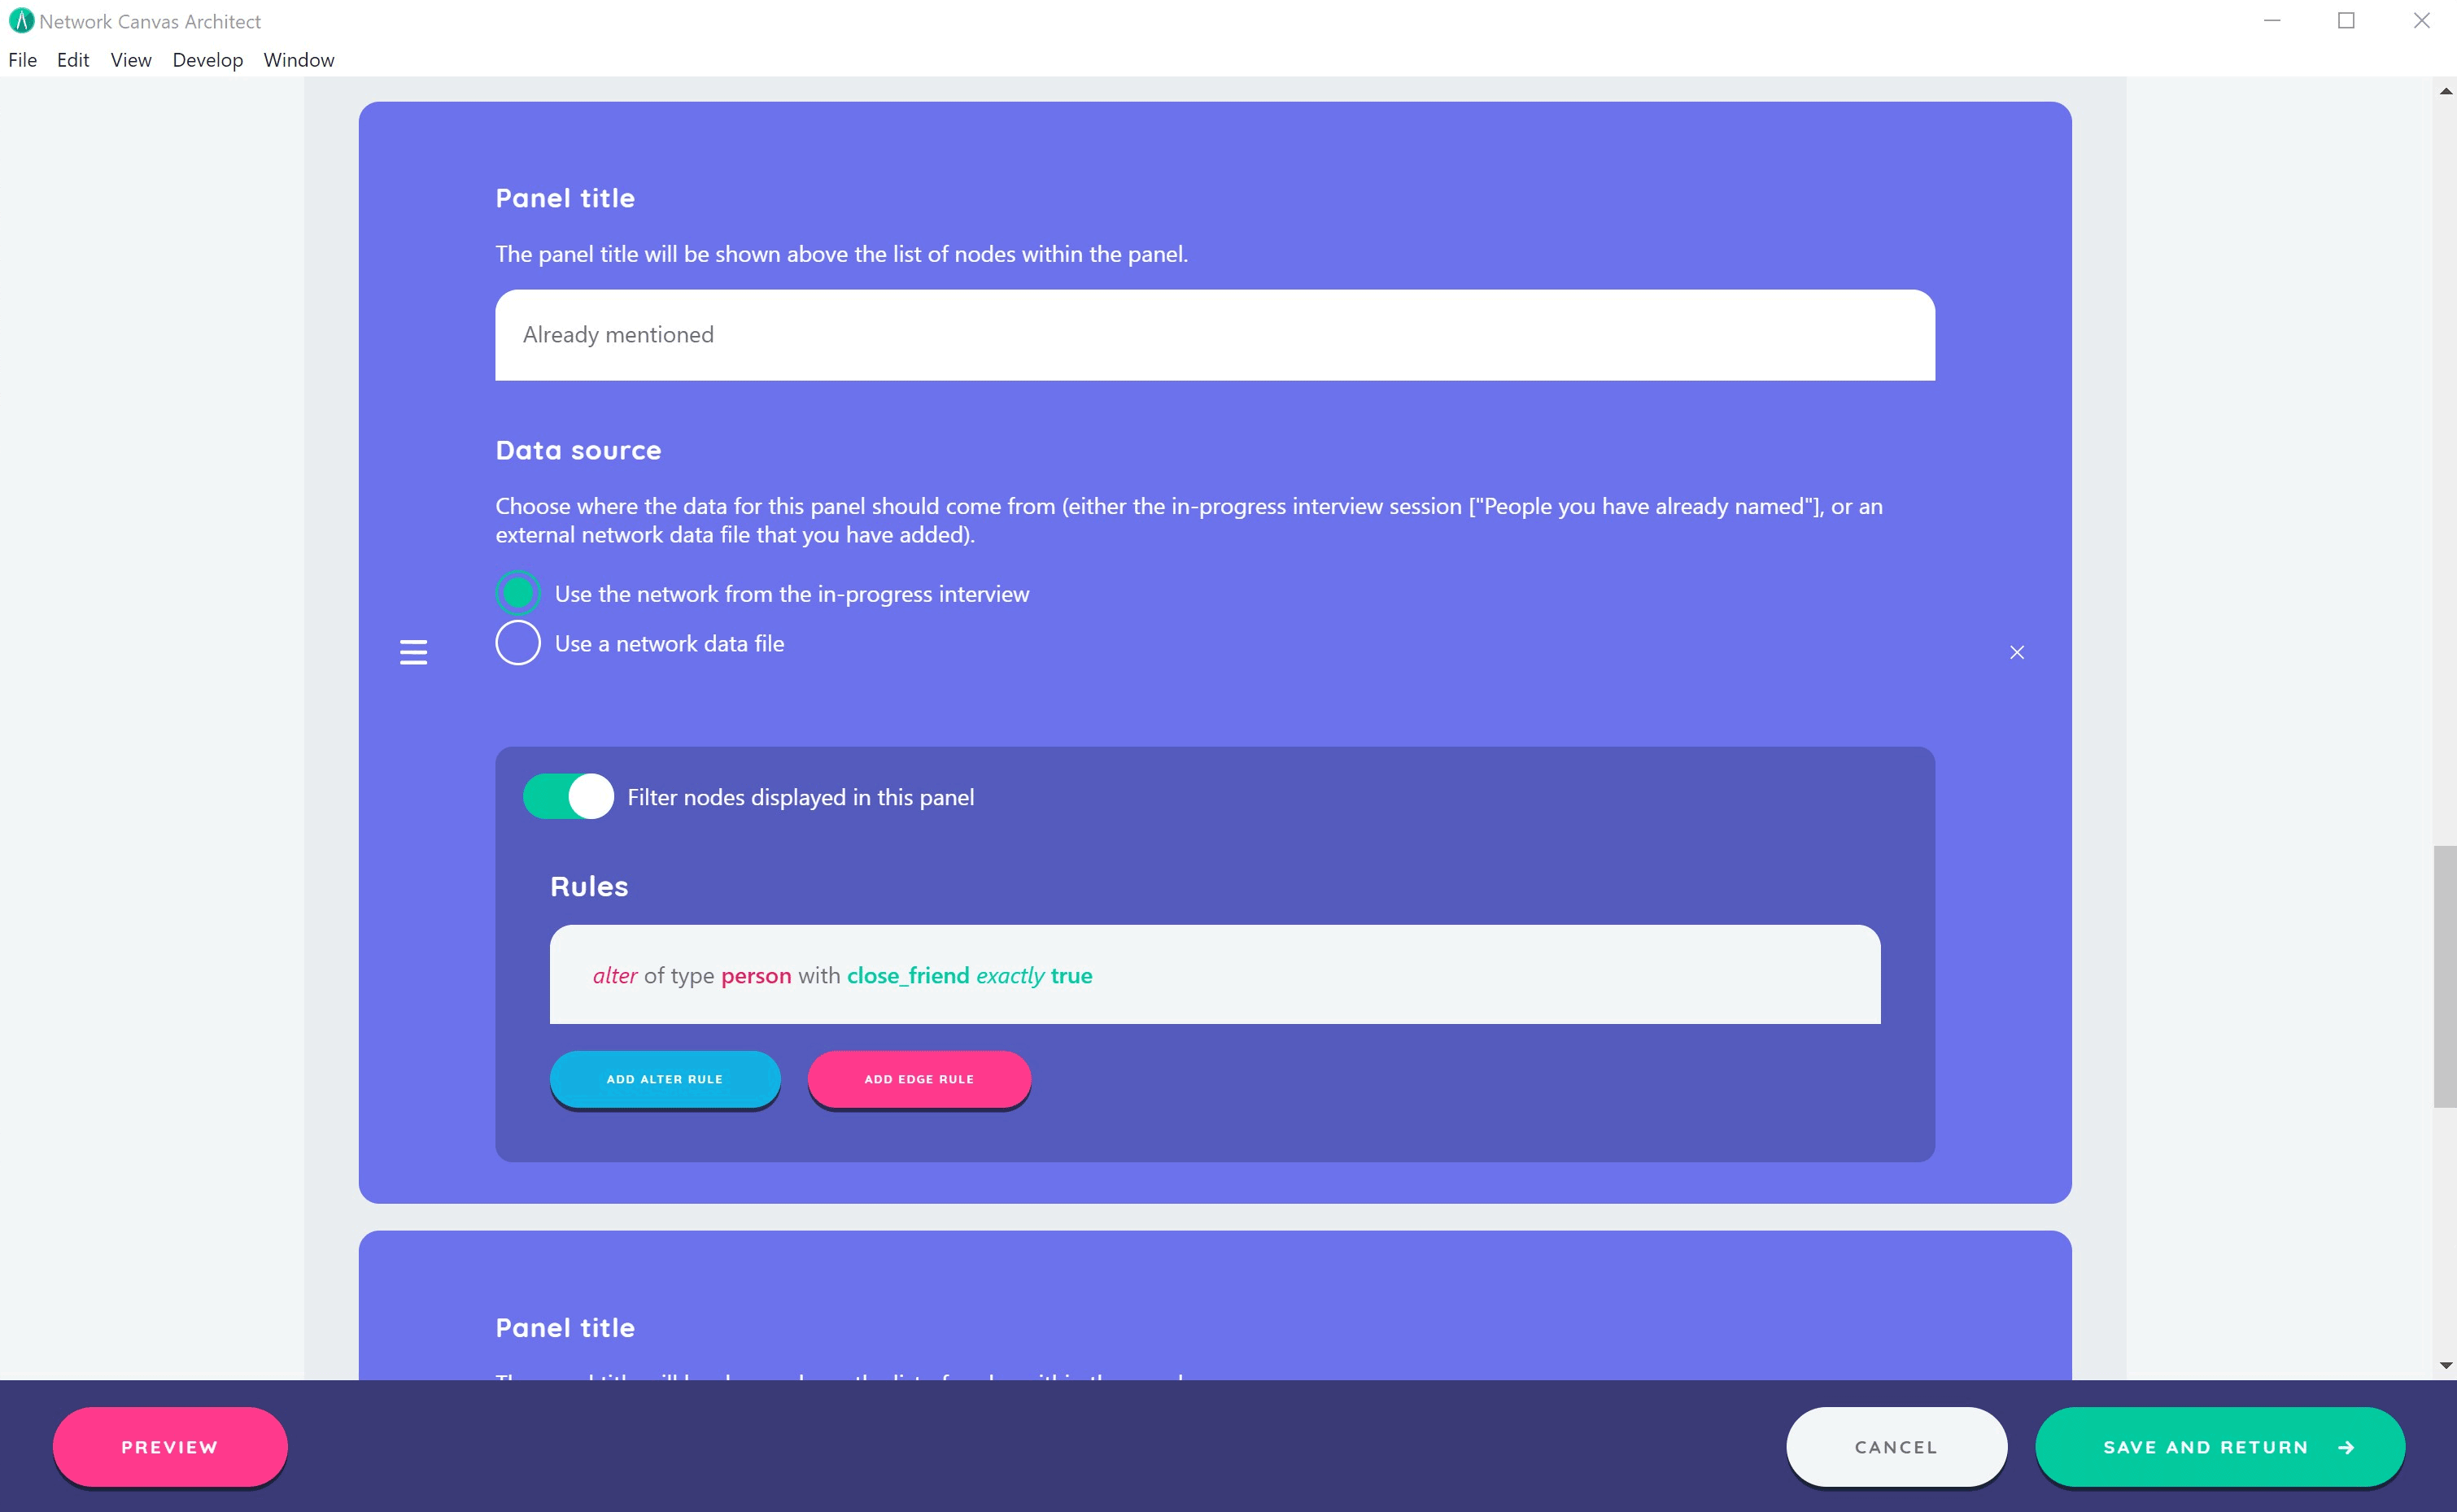 Network Canvas Architect
File Edit View Develop Window
Panel title
The panel title will be shown above the list of nodes within the panel.
Already mentioned
Data source
Choose where the data for this panel should come from (either the in-progress interview session ["People you have already named"], or an
external network data file that you have added).
Use the network from the in-progress interview
Use a network data file
Filter nodes displayed in this panel
Rules
alter of type person with close_friend exactly true
ADD ALTER RULE
ADD EDGE RULE
Panel title
PREVIEW
CANCEL
SAVE AND RETURN